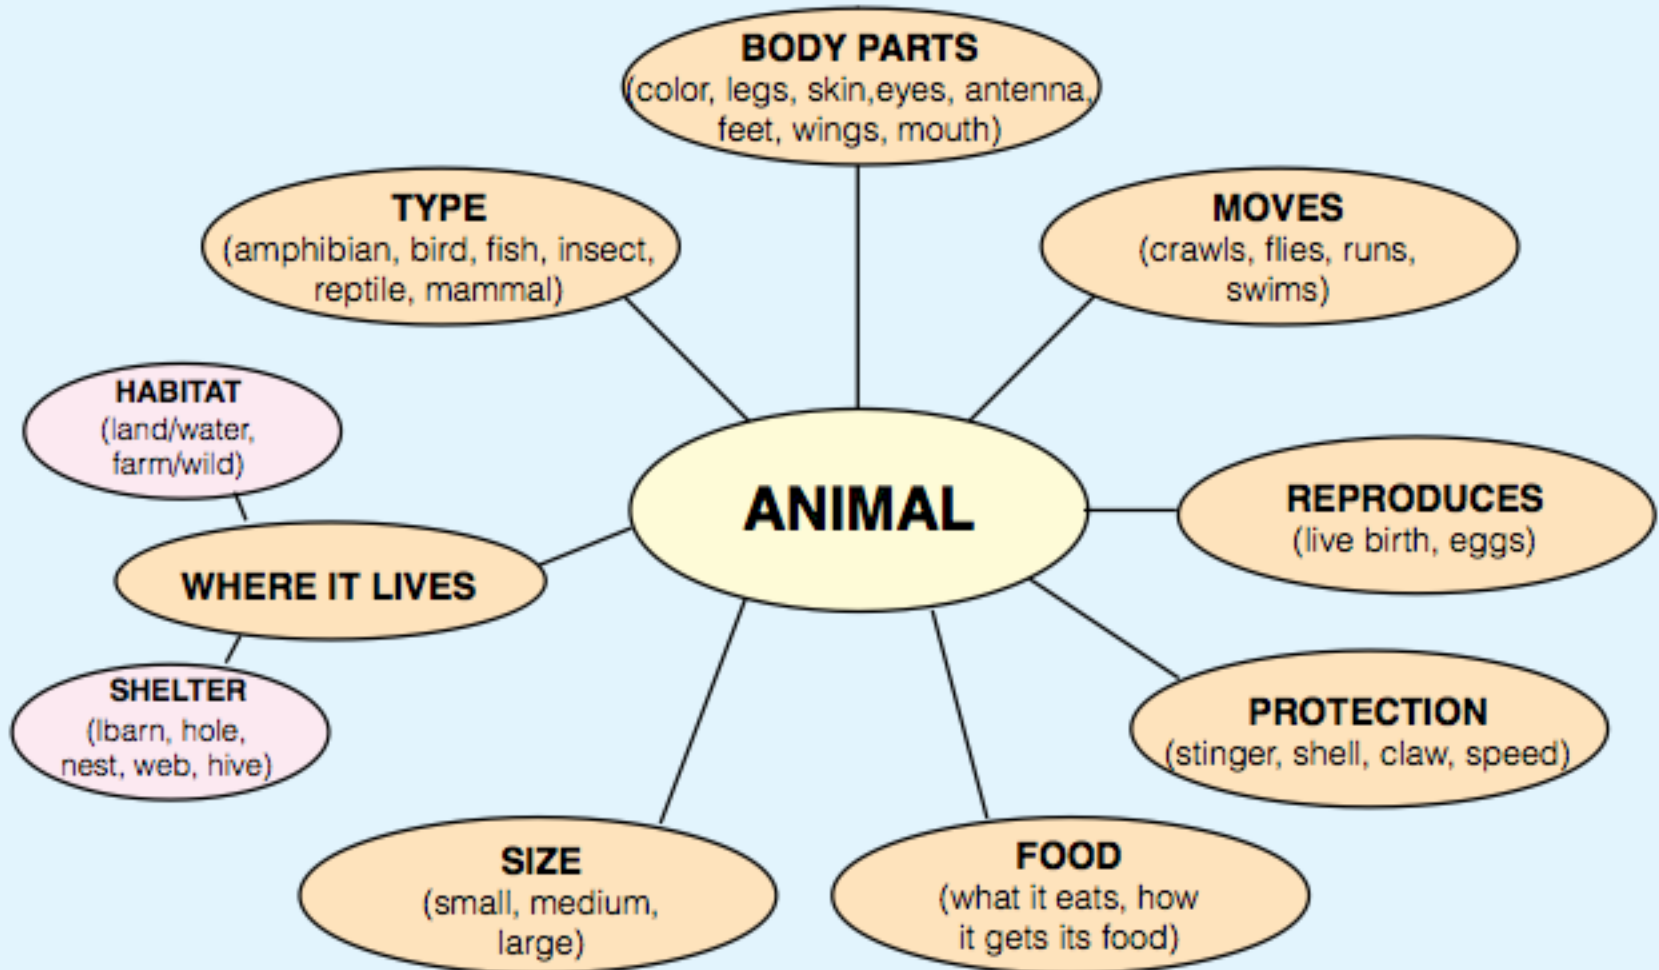 BODY PARTS
(color, legs, skin,eyes, antenna,
feet, wings, mouth)
TYPE
(amphibian, bird, fish, insect,
reptile, mammal)
MOVES
(crawls, flies, runs,
swims)
HABITAT
(land/water,
farm/wild)
ANIMAL
REPRODUCES
(live birth, eggs)
WHERE IT LIVES
SHELTER
(lbarn, hole,
nest, web, hive)
PROTECTION
(stinger, shell, claw, speed)
SIZE
(small, medium,
large)
FOOD
(what it eats, how
it gets its food)